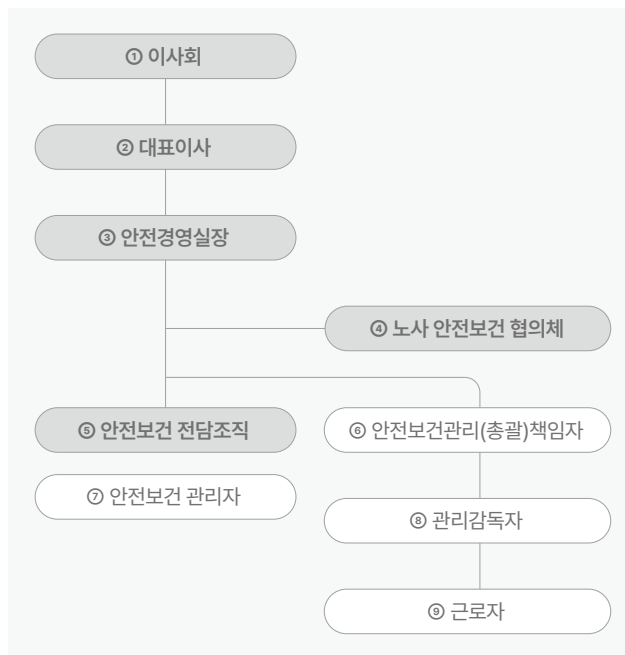 ① 이사회
② 대표이사
③ 안전경영실장
④ 노사 안전보건 협의체
⑤ 안전보건 전담조직
⑥ 안전보건관리(총괄)책임자
⑦ 안전보건 관리자
⑧ 관리감독자
⑨ 근로자